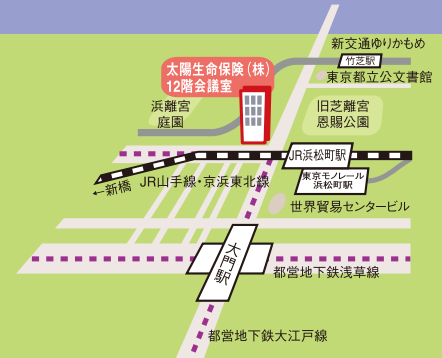 新交通ゆりかもめ
竹芝駅
太陽生命保険(株)
12階会議室
東京都立公文書館
浜離宮
庭園
旧芝離宮
恩賜公園
JR浜松町駅
東京モノレール
浜松町駅
←新橋
JR山手線・京浜東北線
世界貿易センタービル
大門駅
都営地下鉄浅草線
都営地下鉄大江戸線